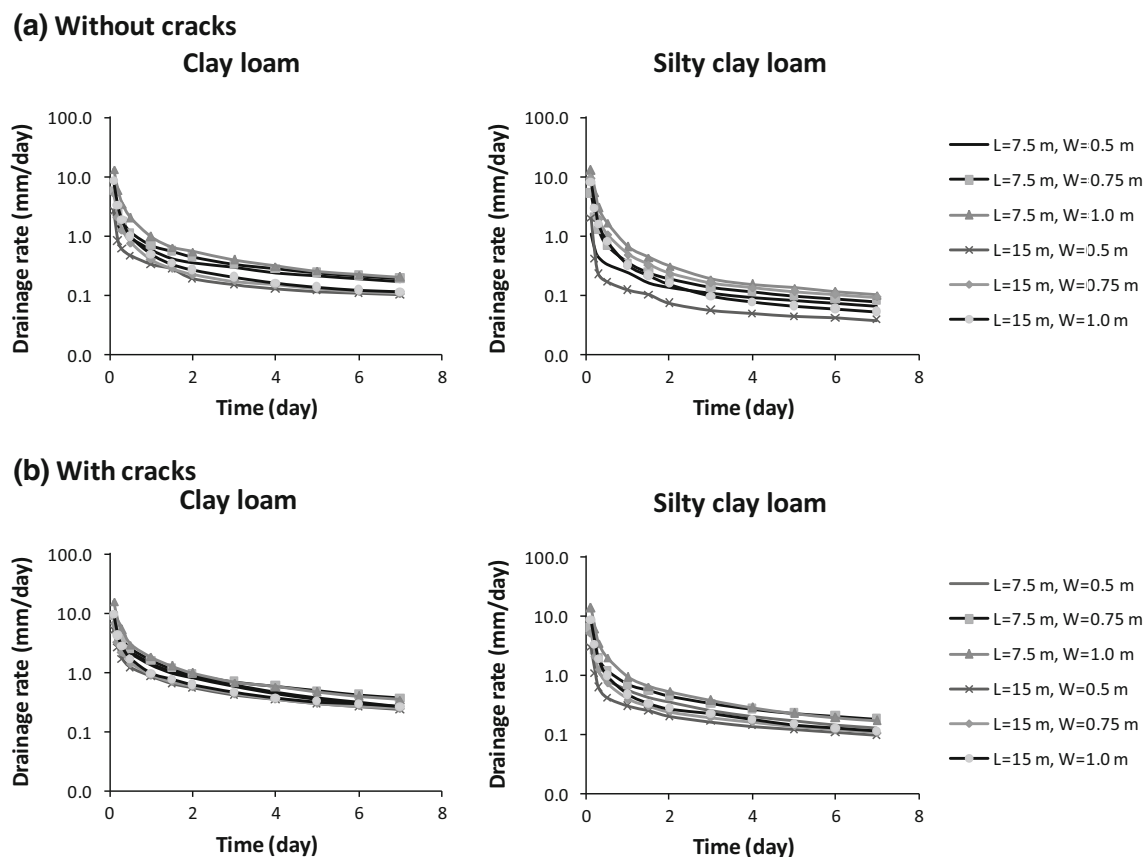 (a) Without cracks
Clay loam
Drainage rate (mm/day)
100.0
10.0
1.0
0.1
0.0
0 2 4 6 8
Time (day)
Silty clay loam
Drainage rate (mm/day)
100.0
10.0
1.0
0.1
0.0
0 2 4 6 8
Time (day)
L=7.5 m, W=0.5 m
L=7.5 m, W=0.75 m
L=7.5 m, W=1.0 m
L=15 m, W=0.5 m
L=15 m, W=0.75 m
L=15 m, W=1.0 m
(b) With cracks
Clay loam
Drainage rate (mm/day)
100.0
10.0
1.0
0.1
0.0
0 2 4 6 8
Time (day)
Silty clay loam
Drainage rate (mm/day)
100.0
10.0
1.0
0.1
0.0
0 2 4 6 8
Time (day)
L=7.5 m, W=0.5 m
L=7.5 m, W=0.75 m
L=7.5 m, W=1.0 m
L=15 m, W=0.5 m
L=15 m, W=0.75 m
L=15 m, W=1.0 m